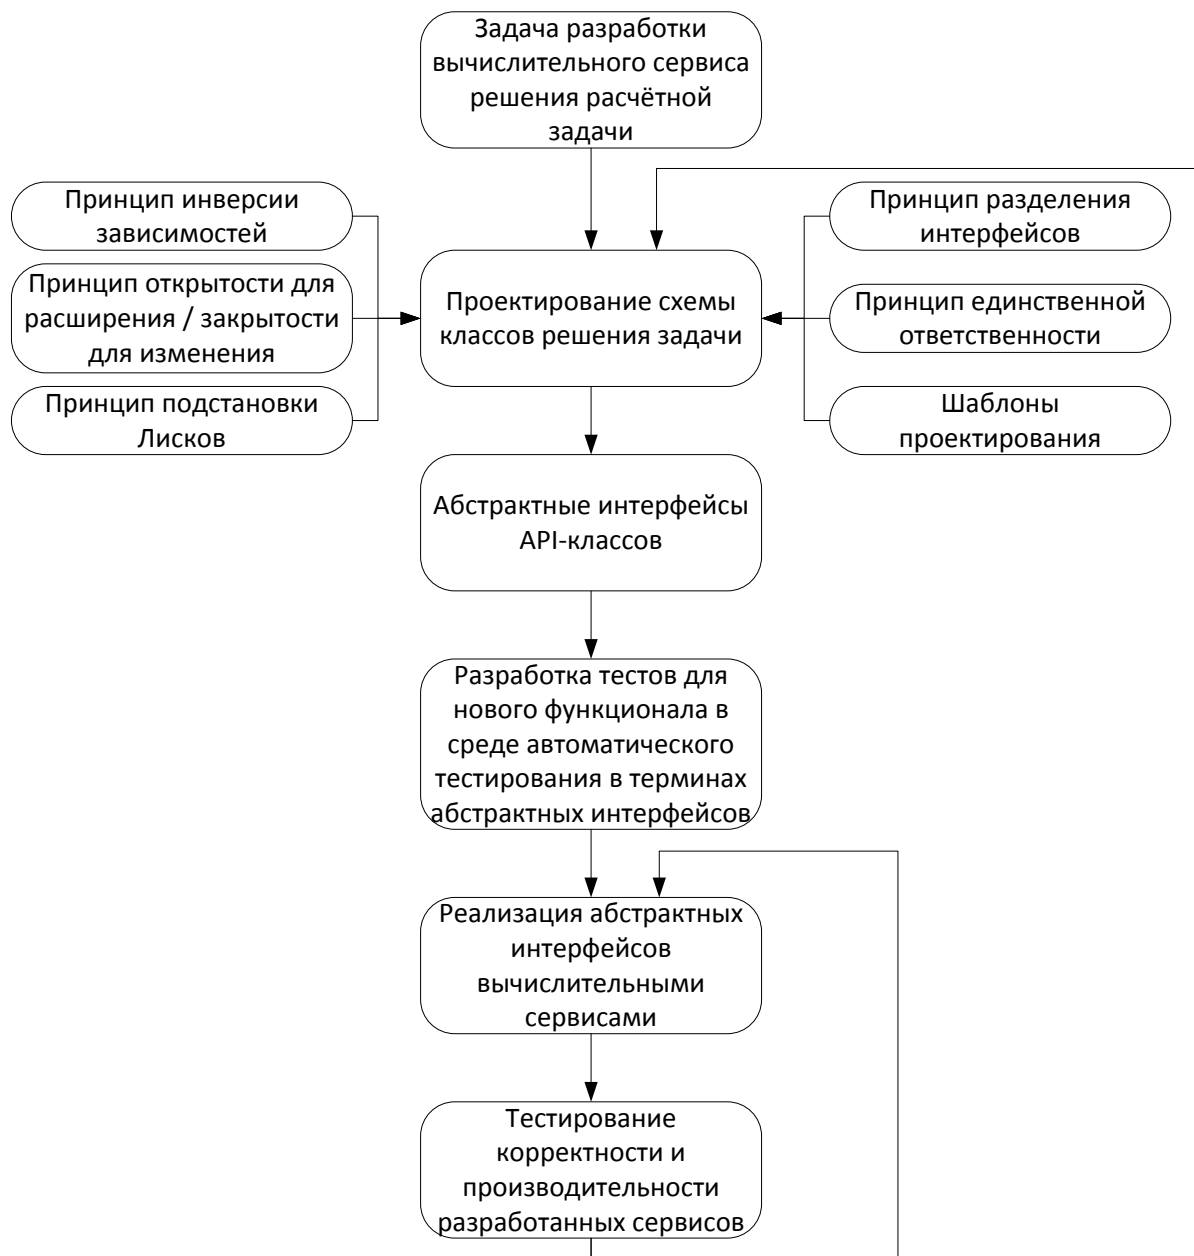 Задача разработки
вычислительного сервиса
решения расчётной
задачи
Принцип инверсии
зависимостей
Принцип разделения
интерфейсов
Принцип открытости для
расширения / закрытости
для изменения
Проектирование схемы
классов решения задачи
Принцип единственной
ответственности
Принцип подстановки
Лисков
Шаблоны
проектирования
Абстрактные интерфейсы
API-классов
Разработка тестов для
нового функционала в
среде автоматического
тестирования в терминах
абстрактных интерфейсов
Реализация абстрактных
интерфейсов
вычислительными
сервисами
Тестирование
корректности и
производительности
разработанных сервисов